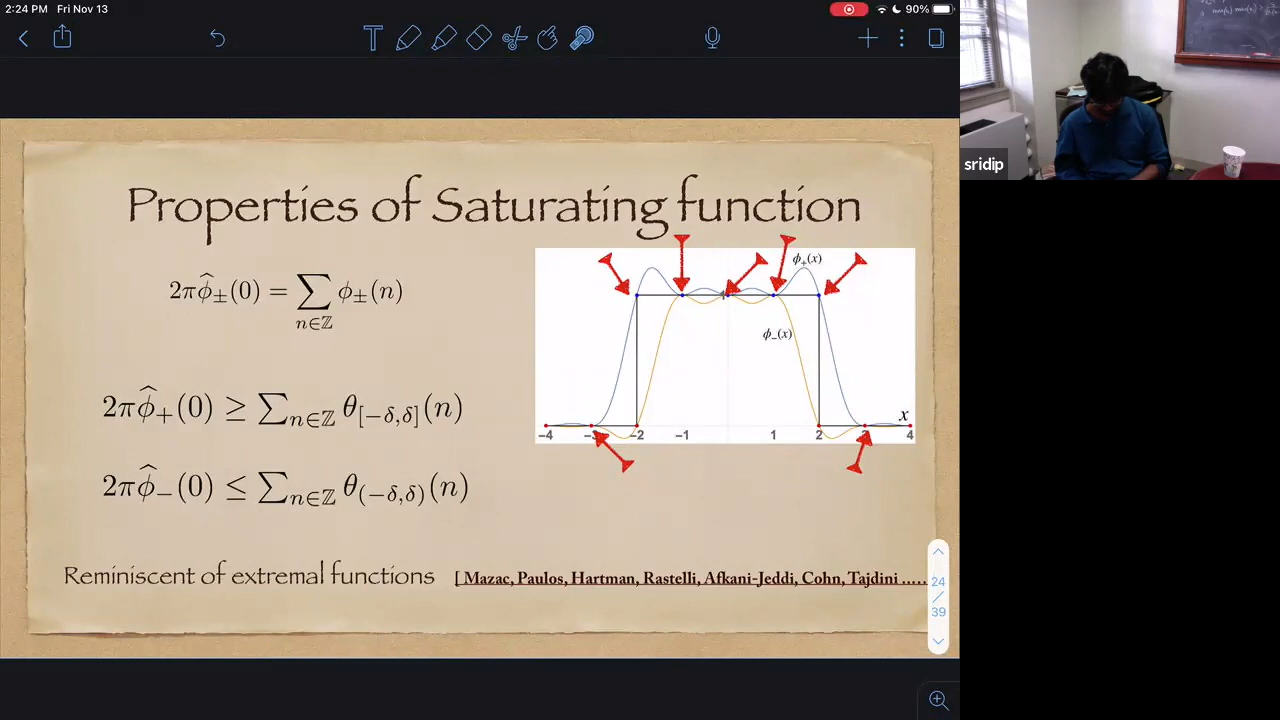 2:24 PM Fri Nov 13
90%
sridip
Properties of Saturating function
2πφ̂±(0) = ∑n∈ℤ φ±(n)
2πφ̂+(0) ≥ ∑n∈ℤ θ[−δ,δ](n)
2πφ̂−(0) ≤ ∑n∈ℤ θ(−δ,δ)(n)
ϕ+(x)
ϕ−(x)
x
−4 −2 −1 1 2 3 4
Reminiscent of extremal functions [ Mazac, Paulos, Hartman, Rastelli, Afkani-Jeddi, Cohn, Tajdini .....
24
/
39